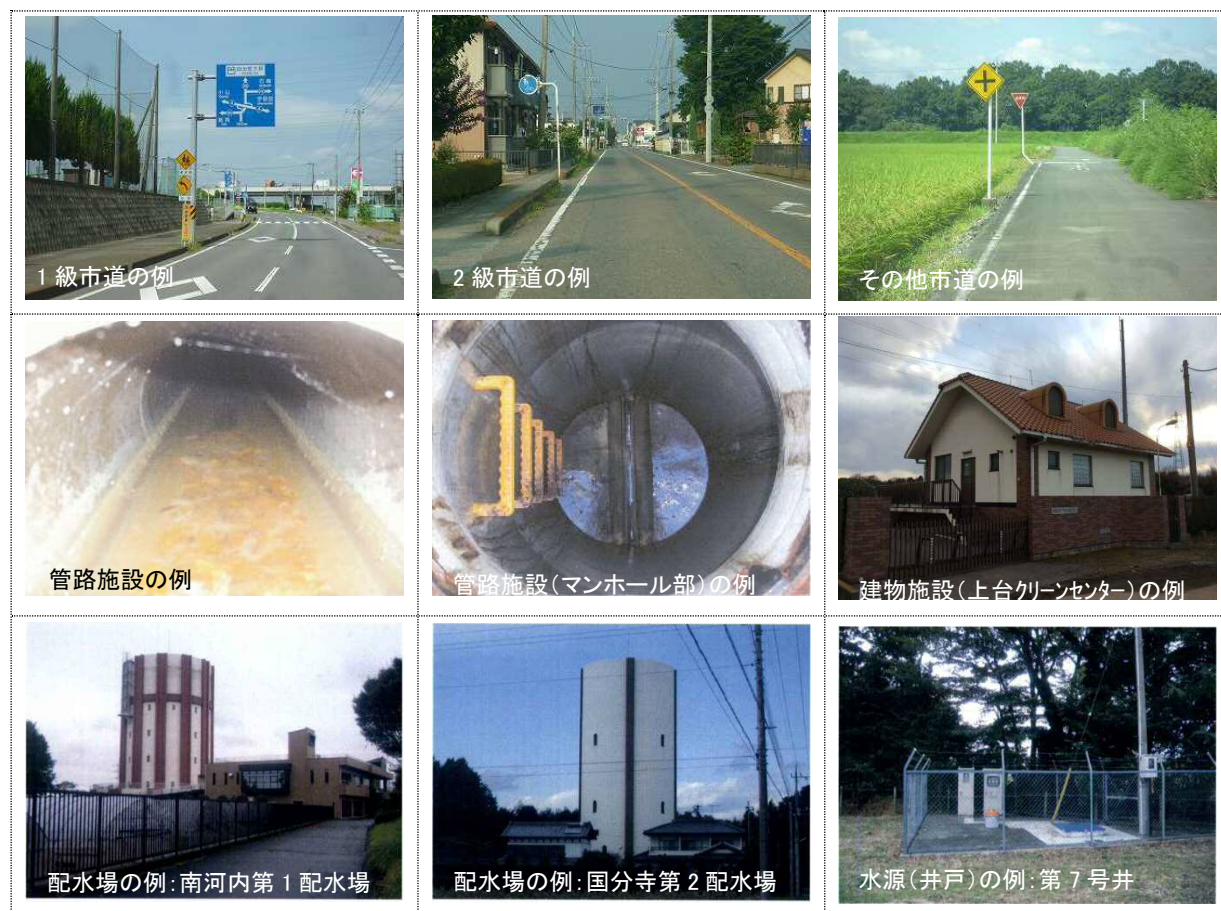 1 級市道の例
2 級市道の例
その他市道の例
管路施設の例
管路施設(マンホール部)の例
建物施設(上台ｸﾘｰﾝｾﾝﾀｰ)の例
配水場の例:南河内第 1 配水場
配水場の例:国分寺第 2 配水場
水源(井戸)の例:第 7 号井